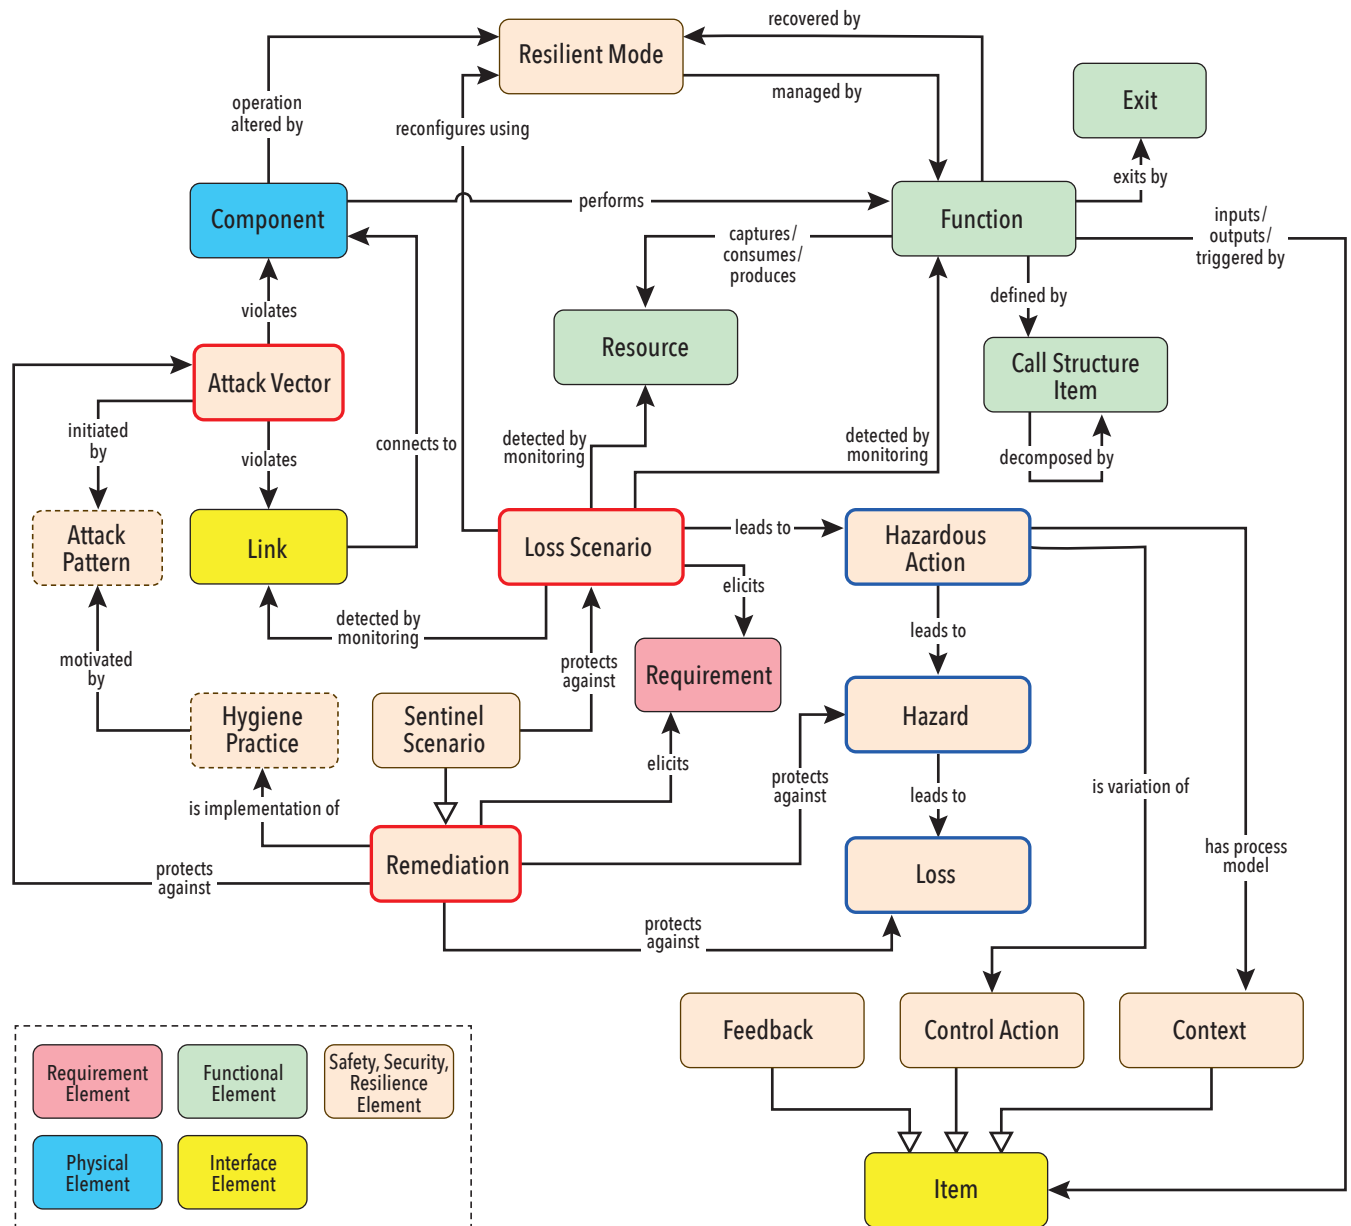 recovered by
Resilient Mode
managed by
Exit
operation
altered by
reconfigures using
exits by
Component
performs
Function
inputs/
outputs/
triggered by
captures/
consumes/
produces
defined by
violates
Resource
Call Structure
Item
Attack Vector
initiated
by
violates
connects to
detected by
monitoring
detected by
monitoring
decomposed by
Attack
Pattern
Link
Loss Scenario
leads to
Hazardous
Action
elicits
detected by
monitoring
leads to
motivated
by
protects
against
Requirement
Hygiene
Practice
Sentinel
Scenario
Hazard
elicits
protects
against
leads to
is variation of
is implementation of
Remediation
Loss
has process
model
protects
against
protects
against
Feedback
Control Action
Context
Requirement
Element
Functional
Element
Safety, Security,
Resilience
Element
Physical
Element
Interface
Element
Item